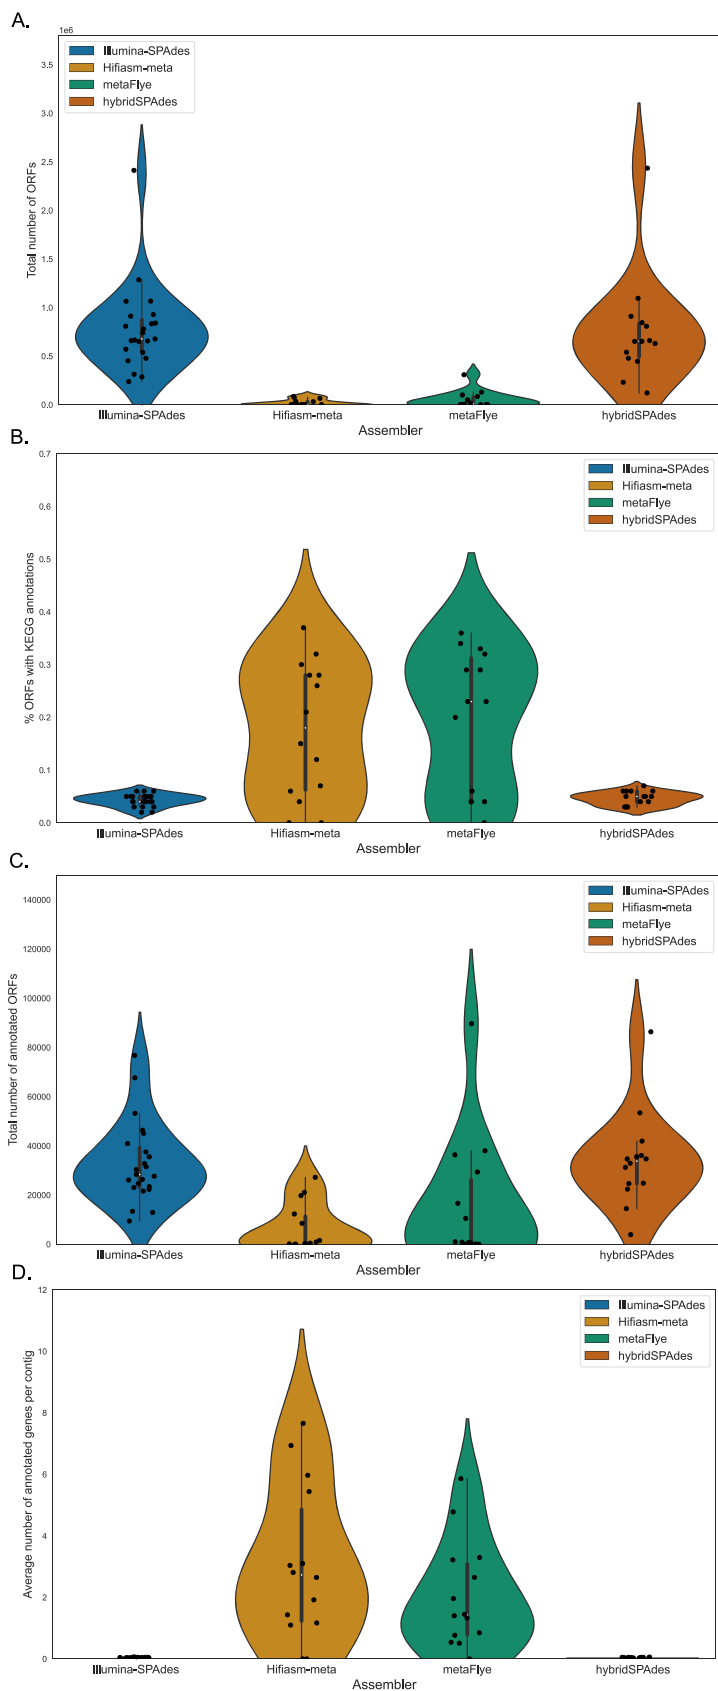 A.
1e6
Illumina-SPAdes
Hifiasm-meta
metaFlye
hybridSPAdes
3.5
3.0
2.5
2.0
1.5
1.0
0.5
0.0
Total number of ORFs
Illumina-SPAdes Hifiasm-meta metaFlye hybridSPAdes
Assembler
B.
0.7
0.6
0.5
0.4
0.3
0.2
0.1
0.0
% ORFs with KEGG annotations
Illumina-SPAdes
Hifiasm-meta
metaFlye
hybridSPAdes
Illumina-SPAdes Hifiasm-meta metaFlye hybridSPAdes
Assembler
C.
140000
120000
100000
80000
60000
40000
20000
0
Total number of annotated ORFs
Illumina-SPAdes
Hifiasm-meta
metaFlye
hybridSPAdes
Illumina-SPAdes Hifiasm-meta metaFlye hybridSPAdes
Assembler
D.
12
10
8
6
4
2
0
Average number of annotated genes per contig
Illumina-SPAdes
Hifiasm-meta
metaFlye
hybridSPAdes
Illumina-SPAdes Hifiasm-meta metaFlye hybridSPAdes
Assembler